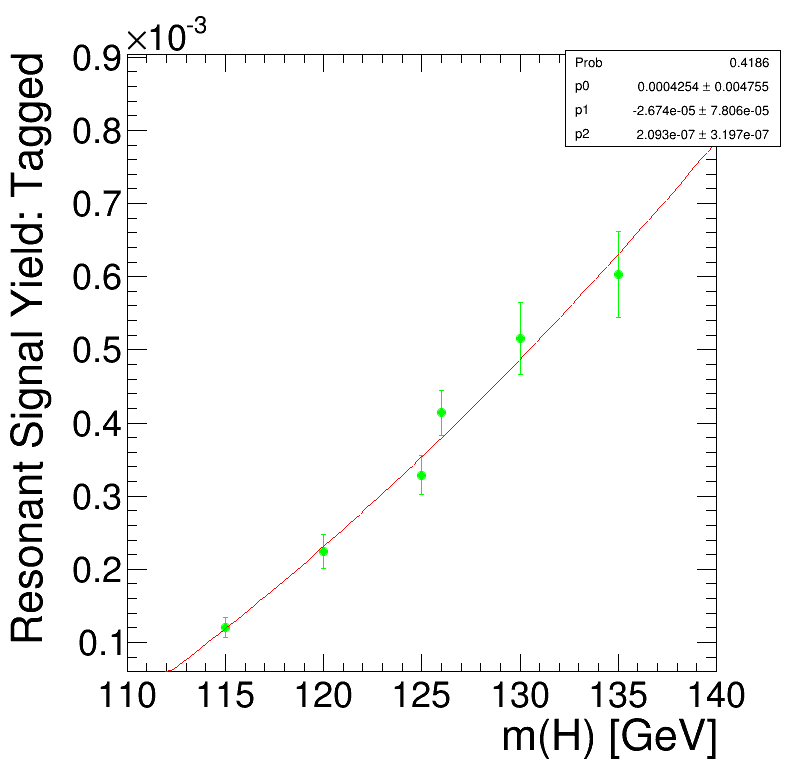 ×10⁻³
Prob 0.4186
p0 0.0004254 ± 0.004755
p1 -2.674e-05 ± 7.806e-05
p2 2.093e-07 ± 3.197e-07
Resonant Signal Yield: Tagged
0.9
0.8
0.7
0.6
0.5
0.4
0.3
0.2
0.1
110 115 120 125 130 135 140
m(H) [GeV]